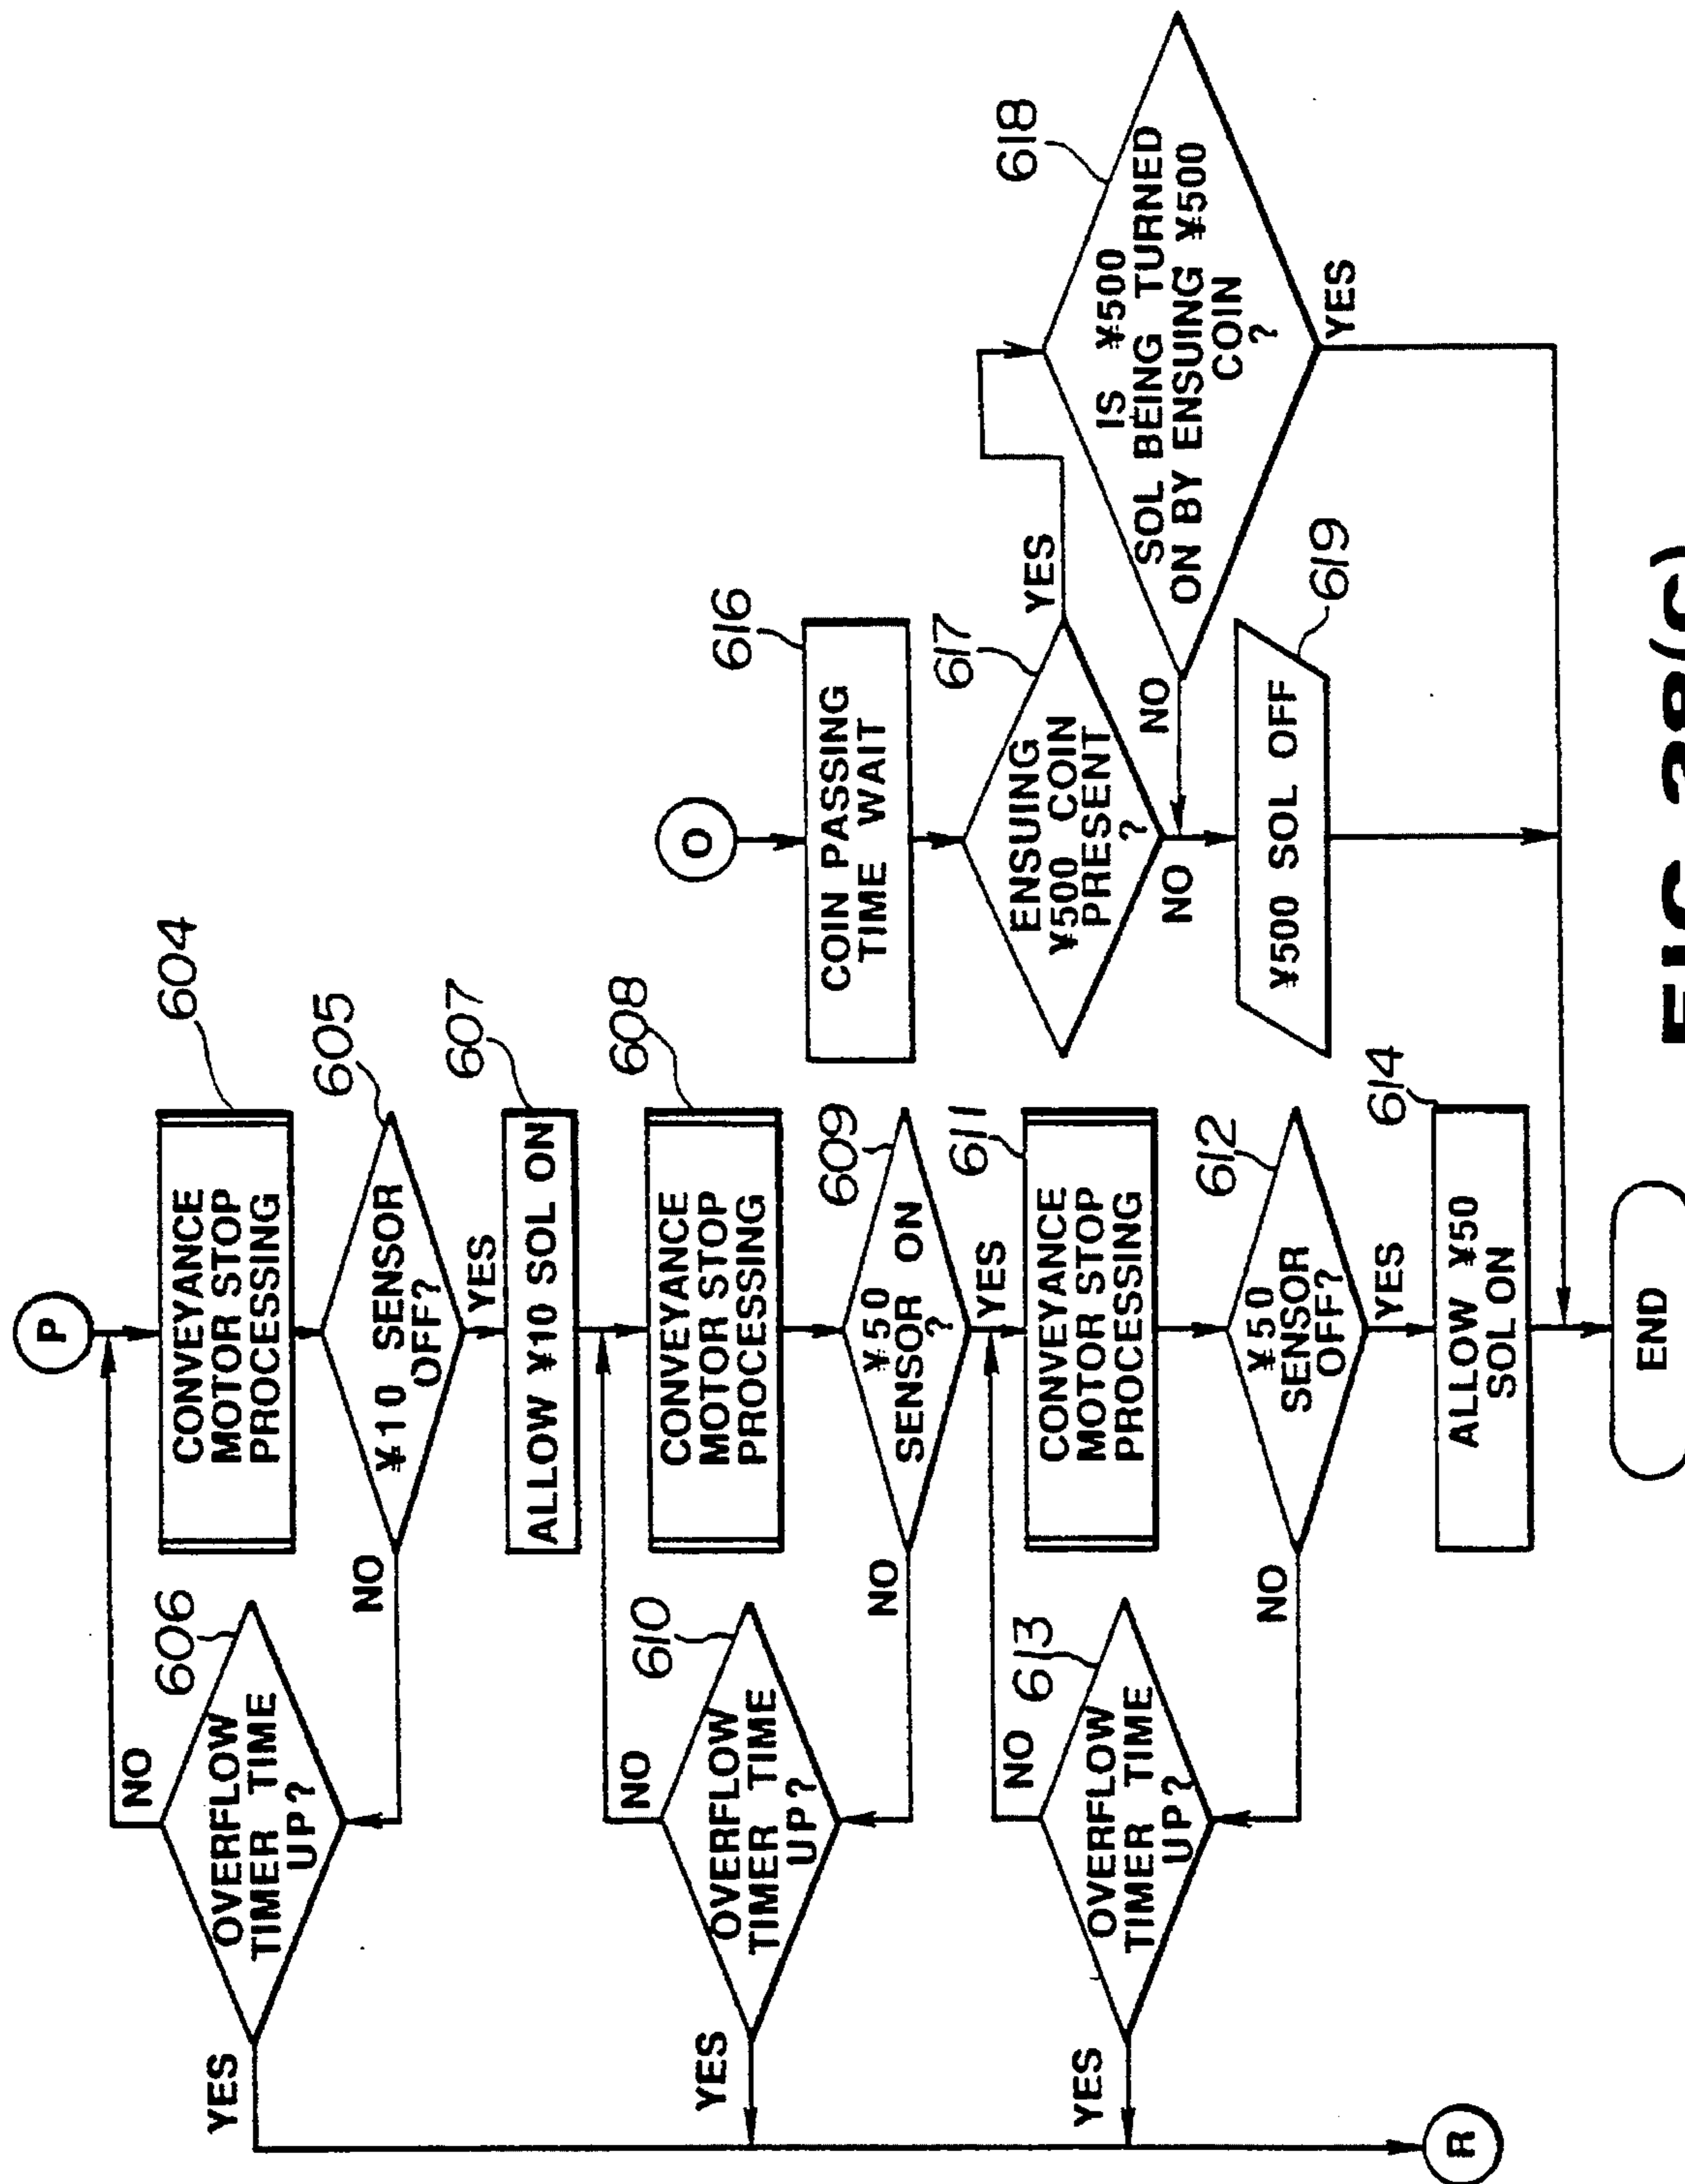 P
604
CONVEYANCE
MOTOR STOP
PROCESSING
605
¥10 SENSOR
OFF?
NO
YES
606
OVERFLOW
TIMER TIME
UP?
NO
YES
607
ALLOW ¥10 SOL ON
608
CONVEYANCE
MOTOR STOP
PROCESSING
609
¥50
SENSOR ON
?
NO
YES
610
OVERFLOW
TIMER TIME
UP?
NO
YES
611
CONVEYANCE
MOTOR STOP
PROCESSING
612
¥50
SENSOR
OFF?
NO
YES
613
OVERFLOW
TIMER TIME
UP?
NO
YES
614
ALLOW ¥50
SOL ON
R
END
O
616
COIN PASSING
TIME WAIT
617
ENSUING
¥500 COIN
PRESENT
?
YES
NO
618
IS ¥500
SOL BEING TURNED
ON BY ENSUING ¥500
COIN
?
NO
YES
619
¥500 SOL OFF